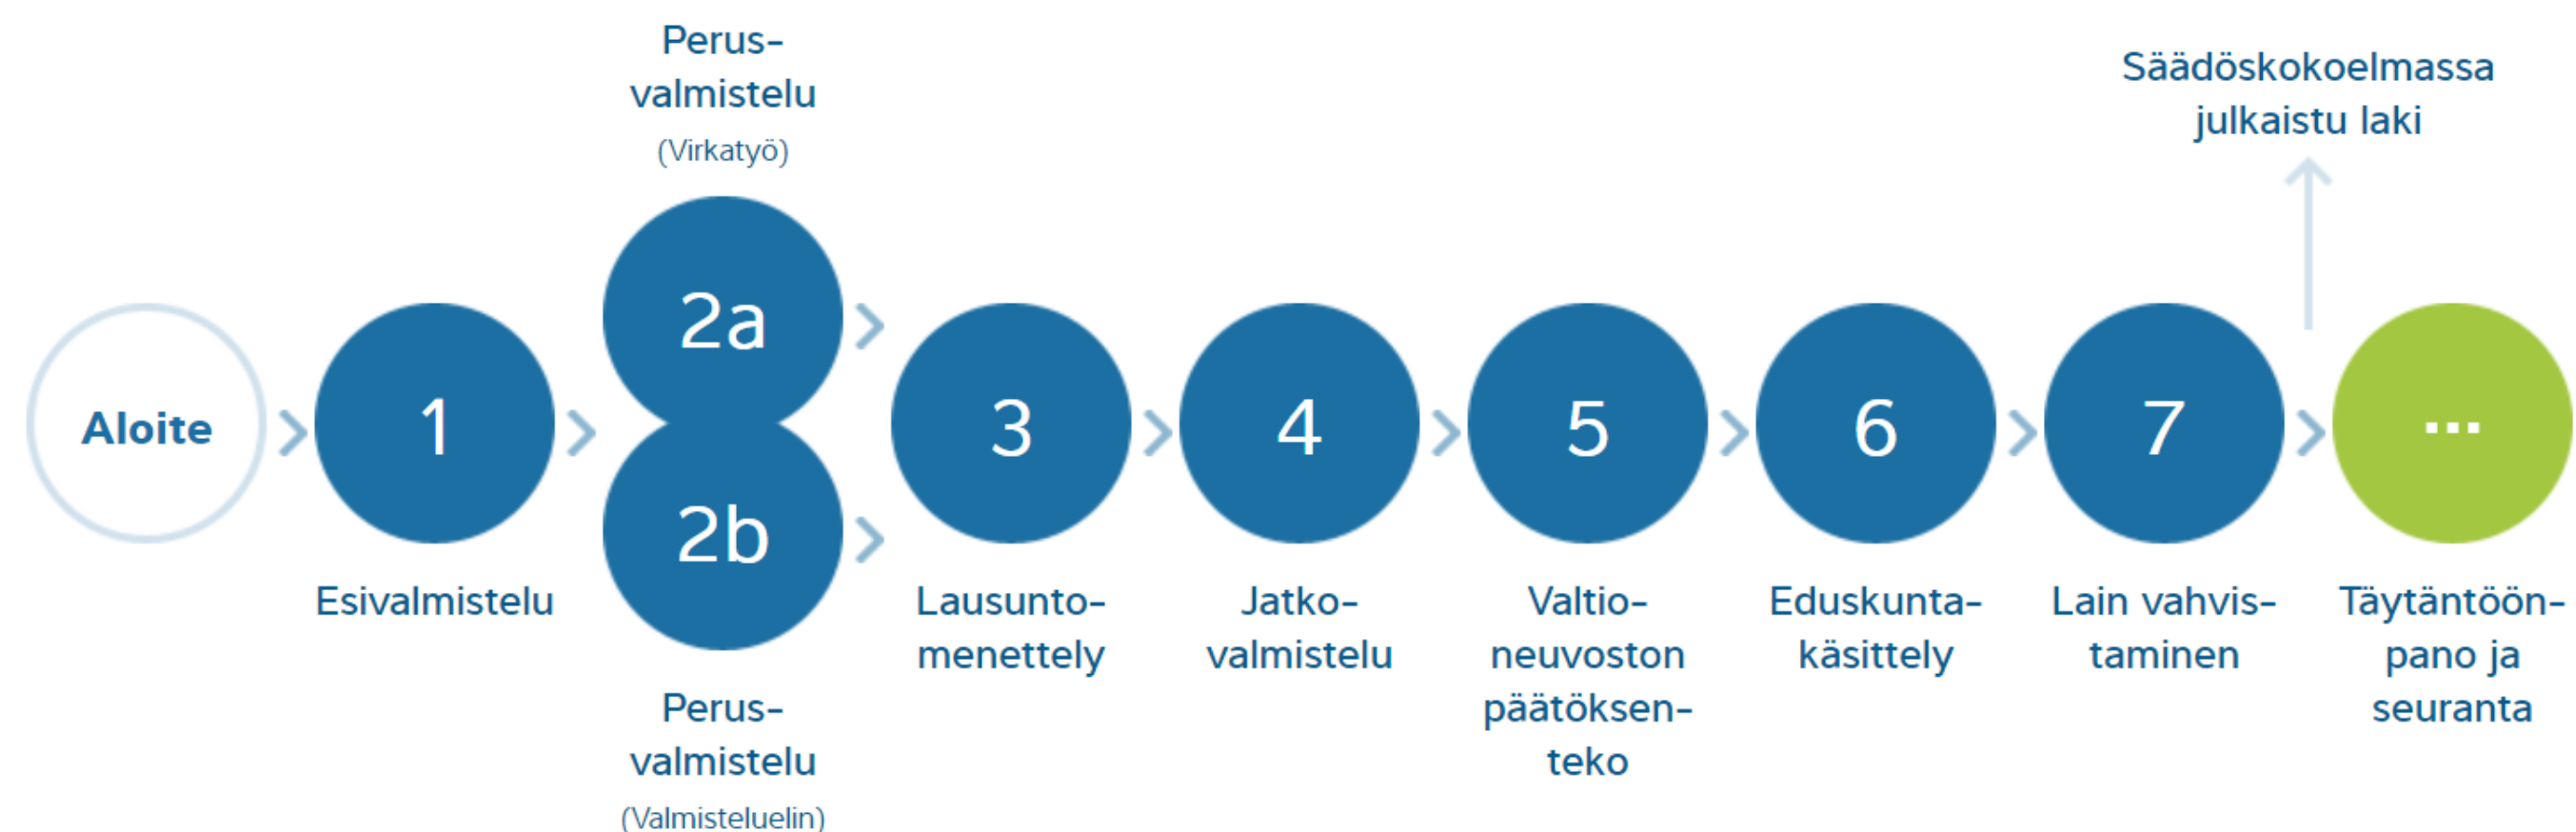 Aloite
1
Esivalmistelu
Perus-
valmistelu
(Virkatyö)
2a
2b
Perus-
valmistelu
(Valmisteluelin)
3
Lausunto-
menettely
4
Jatko-
valmistelu
5
Valtio-
neuvoston
päätöksen-
teko
6
Eduskunta-
käsittely
7
Lain vahvis-
taminen
Säädöskokoelmassa
julkaistu laki
...
Täytäntöön-
pano ja
seuranta